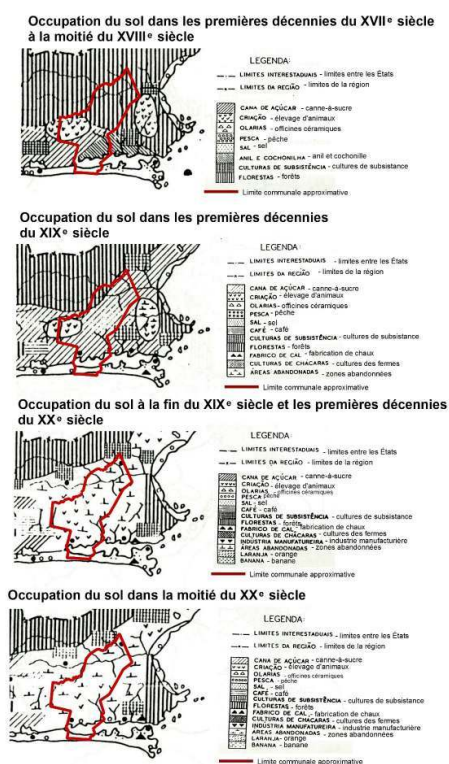 Occupation du sol dans les premières décennies du XVIIe siècle
à la moitié du XVIIIe siècle
LEGENDA:
LIMITES INTERESTADUAIS - limites entre les États
LIMITES DA REGIÃO - limites de la région
CANA DE AÇÚCAR - canne-à-sucre
CRIAÇÃO - élevage d'animaux
OLARIAS - officines céramiques
PESCA - pêche
SAL - sel
ANIL E COCHONILHA - anil et cochonille
CULTURAS DE SUBSISTÊNCIA - cultures de subsistance
FLORESTAS - forêts
Limite communale approximative
Occupation du sol dans les premières décennies
du XIXe siècle
LEGENDA:
LIMITES INTERESTADUAIS - limites entre les États
LIMITES DA REGIÃO - limites de la région
CANA DE AÇÚCAR - canne-à-sucre
CRIAÇÃO - élevage d'animaux
OLARIAS - officines céramiques
PESCA - pêche
SAL - sel
CAFÉ - café
CULTURAS DE SUBSISTÊNCIA - cultures de subsistance
FLORESTAS - forêts
FABRICO DE CAL - fabrication de chaux
CULTURAS DE CHÁCARAS - cultures des fermes
ÁREAS ABANDONADAS - zones abandonnées
Limite communale approximative
Occupation du sol à la fin du XIXe siècle et les premières décennies
du XXe siècle
LEGENDA:
LIMITES INTERESTADUAIS - limites entre les États
LIMITES DA REGIÃO - limites de la région
CANA DE AÇÚCAR - canne-à-sucre
CRIAÇÃO - élevage d'animaux
OLARIAS - officines céramiques
PESCA pêche
SAL - sel
CAFÉ - café
CULTURAS DE SUBSISTÊNCIA - cultures de subsistance
FLORESTAS - forêts
FABRICO DE CAL - fabrication de chaux
CULTURAS DE CHÁCARAS - cultures des fermes
INDUSTRIA MANUFATUREIRA - industrie manufacturière
ÁREAS ABANDONADAS - zones abandonnées
LARANJA - orange
BANANA - banane
Limite communale approximative
Occupation du sol dans la moitié du XXe siècle
LEGENDA:
LIMITES INTERESTADUAIS - limites entre les États
LIMITES DA REGIÃO - limites de la région
CANA DE AÇÚCAR - canne-à-sucre
CRIAÇÃO - élevage d'animaux
OLARIAS - officines céramiques
PESCA - pêche
SAL - sel
CAFÉ - café
CULTURAS DE SUBSISTÊNCIA - cultures de subsistance
FLORESTAS - forêts
FABRICO DE CAL - fabrication de chaux
CULTURAS DE CHÁCARAS - cultures des fermes
INDUSTRIA MANUFATUREIRA - industrie manufacturière
ÁREAS ABANDONADAS - zones abandonnées
LARANJA - orange
BANANA - banane
Limite communale approximative